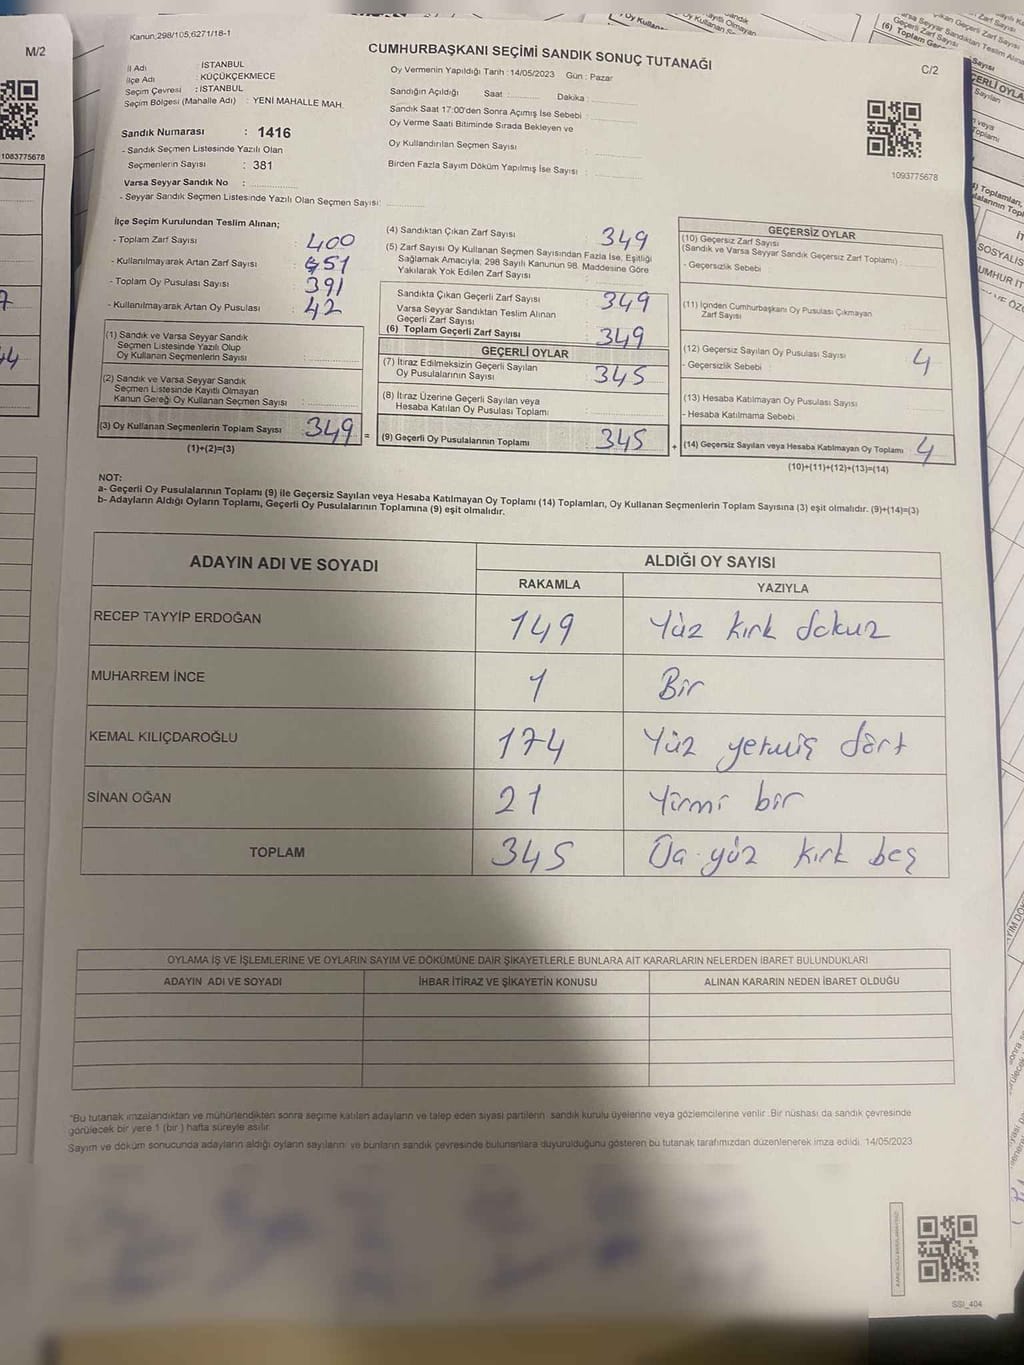 M/2
1083775678
Kanun;298/105,6271/18-1
CUMHURBAŞKANI SEÇİMİ SANDIK SONUÇ TUTANAĞI
C/2
İl Adı : İSTANBUL
İlçe Adı : KÜÇÜKÇEKMECE
Seçim Çevresi : İSTANBUL
Seçim Bölgesi (Mahalle Adı) : YENİ MAHALLE MAH.
Sandık Numarası : 1416
- Sandık Seçmen Listesinde Yazılı Olan
Seçmenlerin Sayısı : 381
Varsa Seyyar Sandık No :
- Seyyar Sandık Seçmen Listesinde Yazılı Olan Seçmen Sayısı:
Oy Vermenin Yapıldığı Tarih : 14/05/2023 Gün : Pazar
Sandığın Açıldığı Saat : Dakika :
Sandık Saat 17:00'den Sonra Açımış İse Sebebi :
Oy Verme Saati Bitiminde Sırada Bekleyen ve
Oy Kullandırılan Seçmen Sayısı :
Birden Fazla Sayım Döküm Yapılmış İse Sayısı :
1093775678
İlçe Seçim Kurulundan Teslim Alınan;
- Toplam Zarf Sayısı : 400
- Kullanılmayarak Artan Zarf Sayısı : 51
- Toplam Oy Pusulası Sayısı : 391
- Kullanılmayarak Artan Oy Pusulası : 42
(1) Sandık ve Varsa Seyyar Sandık
Seçmen Listesinde Yazılı Olup
Oy Kullanan Seçmenlerin Sayısı :
(2) Sandık ve Varsa Seyyar Sandık
Seçmen Listesinde Kayıtlı Olmayan
Kanun Gereği Oy Kullanan Seçmen Sayısı :
(3) Oy Kullanan Seçmenlerin Toplam Sayısı 349 =
(1)+(2)=(3)
(4) Sandıktan Çıkan Zarf Sayısı : 349
(5) Zarf Sayısı Oy Kullanan Seçmen Sayısından Fazla İse, Eşitliği
Sağlamak Amacıyla, 298 Sayılı Kanunun 98. Maddesine Göre
Yakılarak Yok Edilen Zarf Sayısı :
Sandıkta Çıkan Geçerli Zarf Sayısı : 349
Varsa Seyyar Sandıktan Teslim Alınan
Geçerli Zarf Sayısı :
(6) Toplam Geçerli Zarf Sayısı : 349
GEÇERLİ OYLAR
(7) İtiraz Edilmeksizin Geçerli Sayılan
Oy Pusulalarının Sayısı : 345
(8) İtiraz Üzerine Geçerli Sayılan veya
Hesaba Katılan Oy Pusulası Toplamı :
(9) Geçerli Oy Pusulalarının Toplamı 345 +
GEÇERSİZ OYLAR
(10) Geçersiz Zarf Sayısı
(Sandık ve Varsa Seyyar Sandık Geçersiz Zarf Toplamı) :
- Geçersizlik Sebebi :
(11) İçinden Cumhurbaşkanı Oy Pusulası Çıkmayan
Zarf Sayısı :
(12) Geçersiz Sayılan Oy Pusulası Sayısı : 4
- Geçersizlik Sebebi :
(13) Hesaba Katılmayan Oy Pusulası Sayısı :
- Hesaba Katılmama Sebebi :
(14) Geçersiz Sayılan veya Hesaba Katılmayan Oy Toplamı 4
(10)+(11)+(12)+(13)=(14)
NOT:
a- Geçerli Oy Pusulalarının Toplamı (9) ile Geçersiz Sayılan veya Hesaba Katılmayan Oy Toplamı (14) Toplamları, Oy Kullanan Seçmenlerin Toplam Sayısına (3) eşit olmalıdır. (9)+(14)=(3)
b- Adayların Aldığı Oyların Toplamı, Geçerli Oy Pusulalarının Toplamına (9) eşit olmalıdır.
ADAYIN ADI VE SOYADI ALDIĞI OY SAYISI
RAKAMLA YAZIYLA
RECEP TAYYİP ERDOĞAN 149 Yüz kırk dokuz
MUHARREM İNCE 1 Bir
KEMAL KILIÇDAROĞLU 174 Yüz yetmiş dört
SİNAN OĞAN 21 Yirmi bir
TOPLAM 345 yüz kırk beş
OYLAMA İŞ VE İŞLEMLERİNE VE OYLARIN SAYIM VE DÖKÜMÜNE DAİR ŞİKAYETLERLE BUNLARA AİT KARARLARIN NELERDEN İBARET BULUNDUKLARI
ADAYIN ADI VE SOYADI İHBAR İTİRAZ VE ŞİKAYETİN KONUSU ALINAN KARARIN NEDEN İBARET OLDUĞU
*Bu tutanak imzalandıktan ve mühürlendikten sonra seçime katılan adayların ve talep eden siyasi partilerin sandık kurulu üyelerine veya gözlemcilerine verilir. Bir nüshası da sandık çevresinde
görülecek bir yere 1 (bir ) hafta süreyle asılır.
Sayım ve döküm sonucunda adayların aldığı oyların sayılarını ve bunların sandık çevresinde bulunanlara duyurulduğunu gösteren bu tutanak tarafımızdan düzenlenerek imza edildi. 14/05/2023
SSI_404